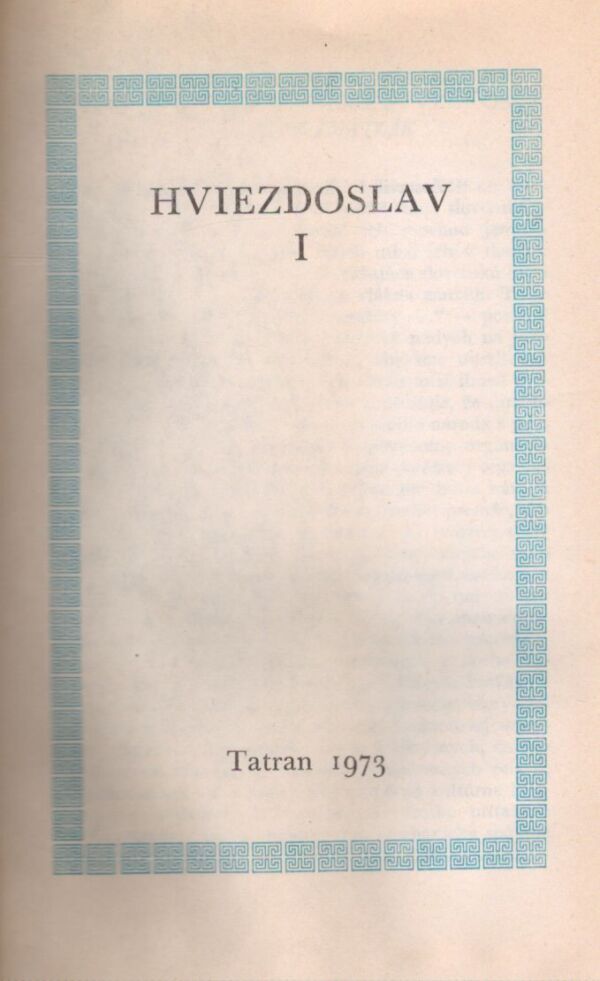 HVIEZDOSLAV
I
Tatran 1973